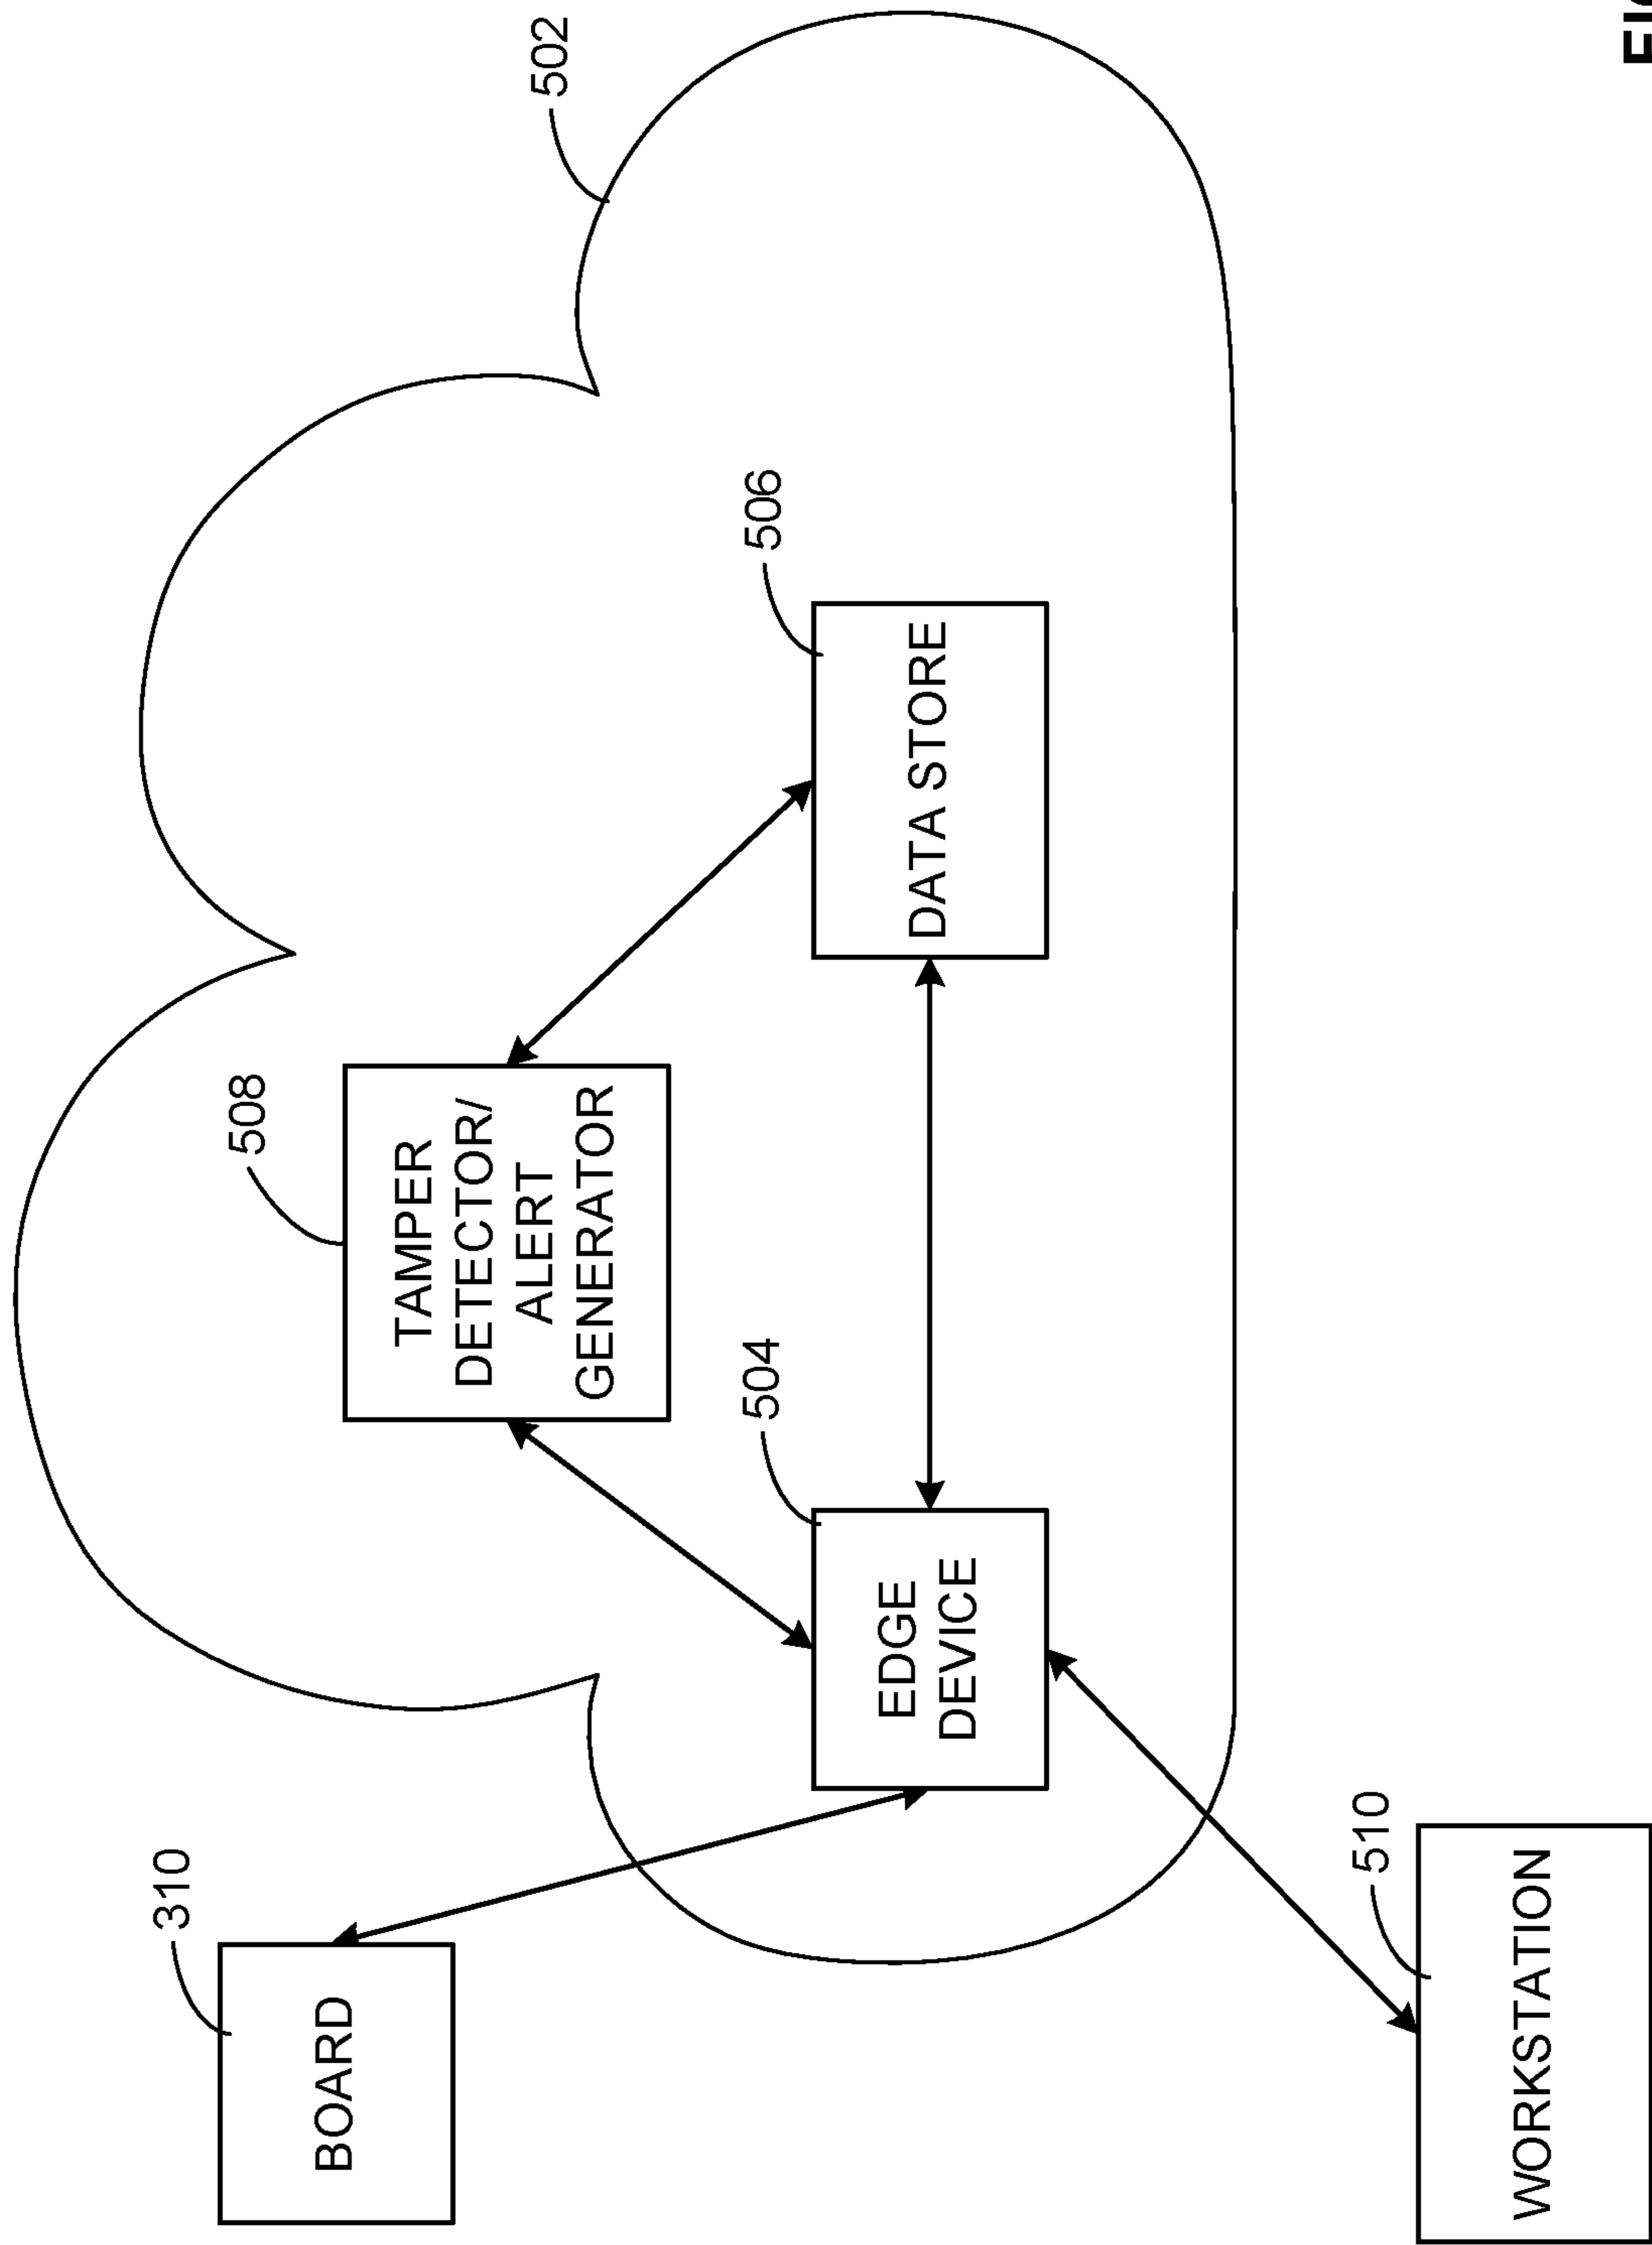 310
BOARD
508
TAMPER
DETECTOR/
ALERT
GENERATOR
502
504
EDGE
DEVICE
506
DATA STORE
510
WORKSTATION